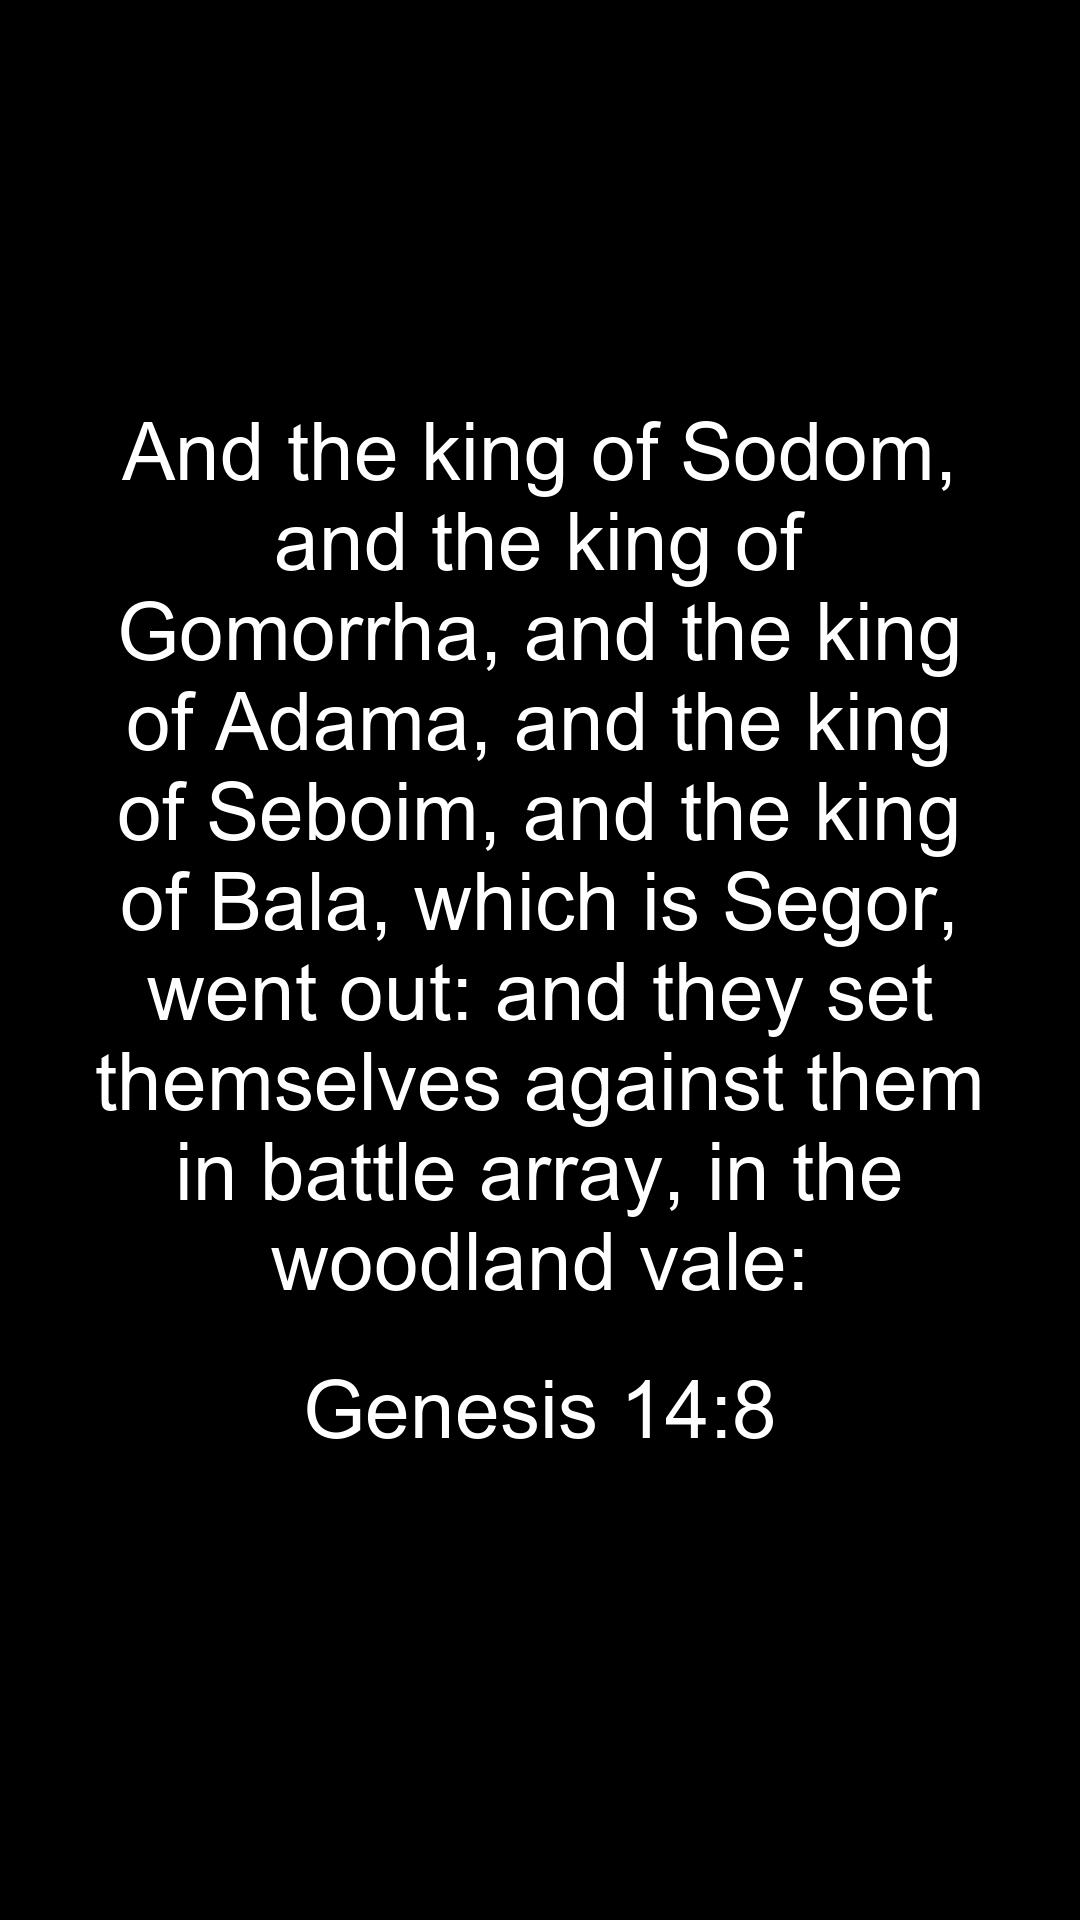 And the king of Sodom,
and the king of
Gomorrha, and the king
of Adama, and the king
of Seboim, and the king
of Bala, which is Segor,
went out: and they set
themselves against them
in battle array, in the
woodland vale:
Genesis 14:8